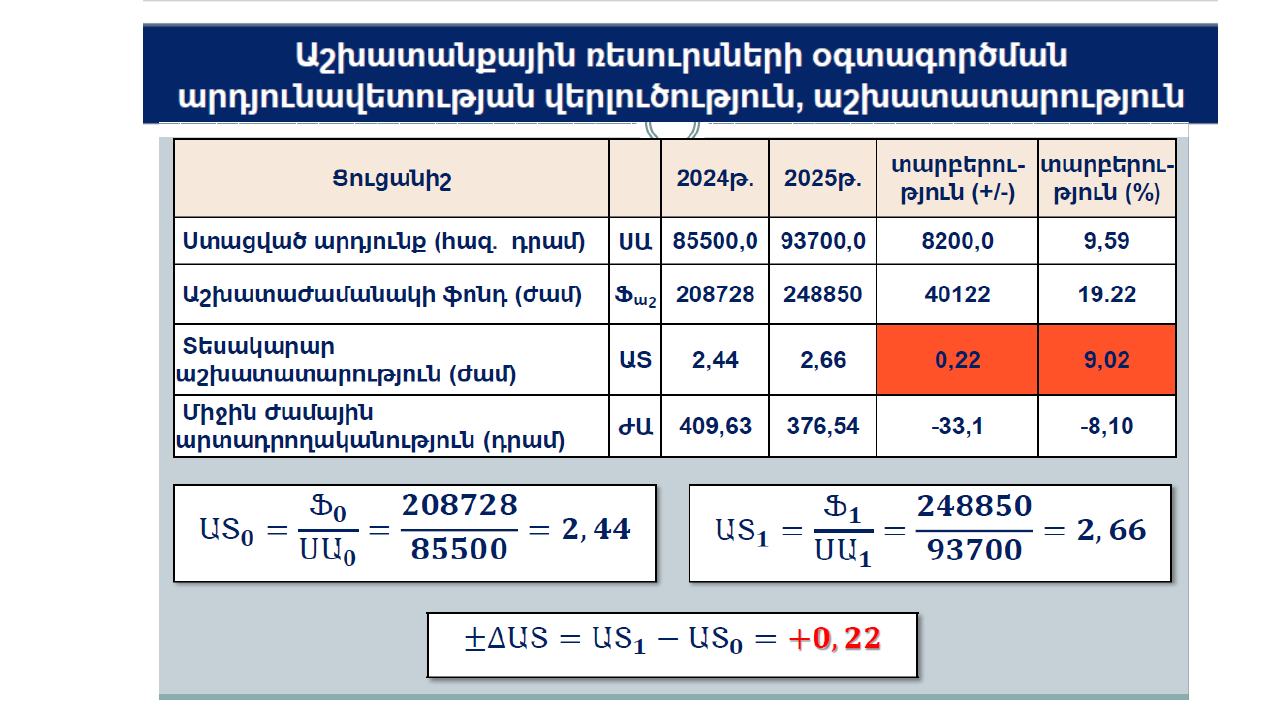 Աշխատանքային ռեսուրսների օգտագործման
արդյունավետության վերլուծություն, աշխատատարություն
Ցուցանիշ 2024թ. 2025թ. տարբերու-թյուն (+/-) տարբերու-թյուն (%)
Ստացված արդյունք (հազ. դրամ) ՍԱ 85500,0 93700,0 8200,0 9,59
Աշխատաժամանակի ֆոնդ (ժամ) Ֆաշ 208728 248850 40122 19.22
Տեսակարար
աշխատատարություն (ժամ) ԱՏ 2,44 2,66 0,22 9,02
Միջին ժամային
արտադրողականություն (դրամ) ԺԱ 409,63 376,54 -33,1 -8,10
ԱՏ₀ = Ֆ₀/ՍԱ₀ = 208728/85500 = 2,44
ԱՏ₁ = Ֆ₁/ՍԱ₁ = 248850/93700 = 2,66
±ΔԱՏ = ԱՏ₁ − ԱՏ₀ = +0,22